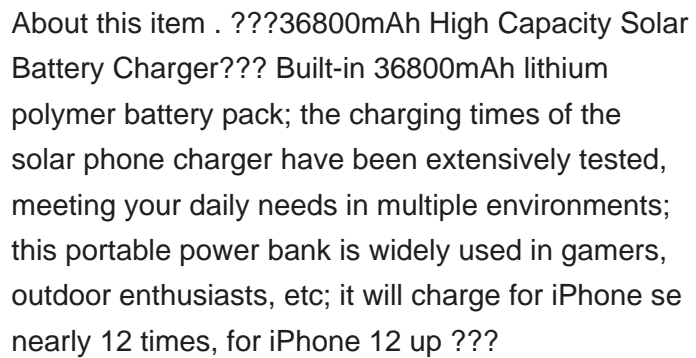 About this item . ???36800mAh High Capacity Solar
Battery Charger??? Built-in 36800mAh lithium
polymer battery pack; the charging times of the
solar phone charger have been extensively tested,
meeting your daily needs in multiple environments;
this portable power bank is widely used in gamers,
outdoor enthusiasts, etc; it will charge for iPhone se
nearly 12 times, for iPhone 12 up ???